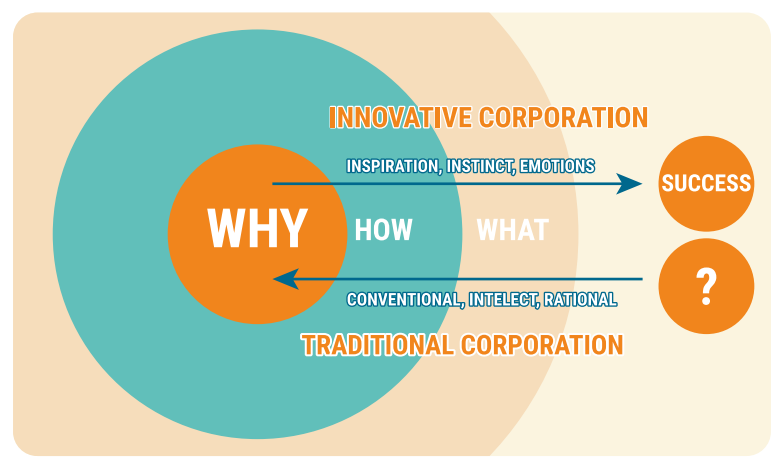 INNOVATIVE CORPORATION
INSPIRATION, INSTINCT, EMOTIONS
SUCCESS
WHY
HOW
WHAT
?
CONVENTIONAL, INTELECT, RATIONAL
TRADITIONAL CORPORATION